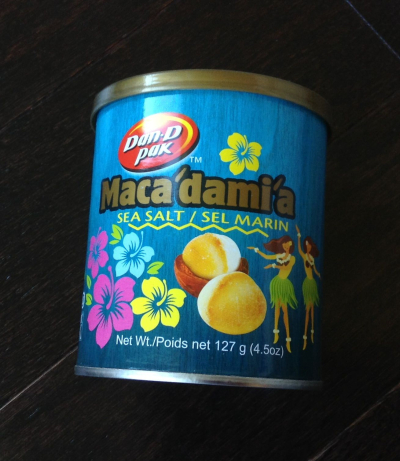 Dan·D
pak
TM
Maca'dami'a
SEA SALT / SEL MARIN
Net Wt./Poids net 127 g (4.5oz)